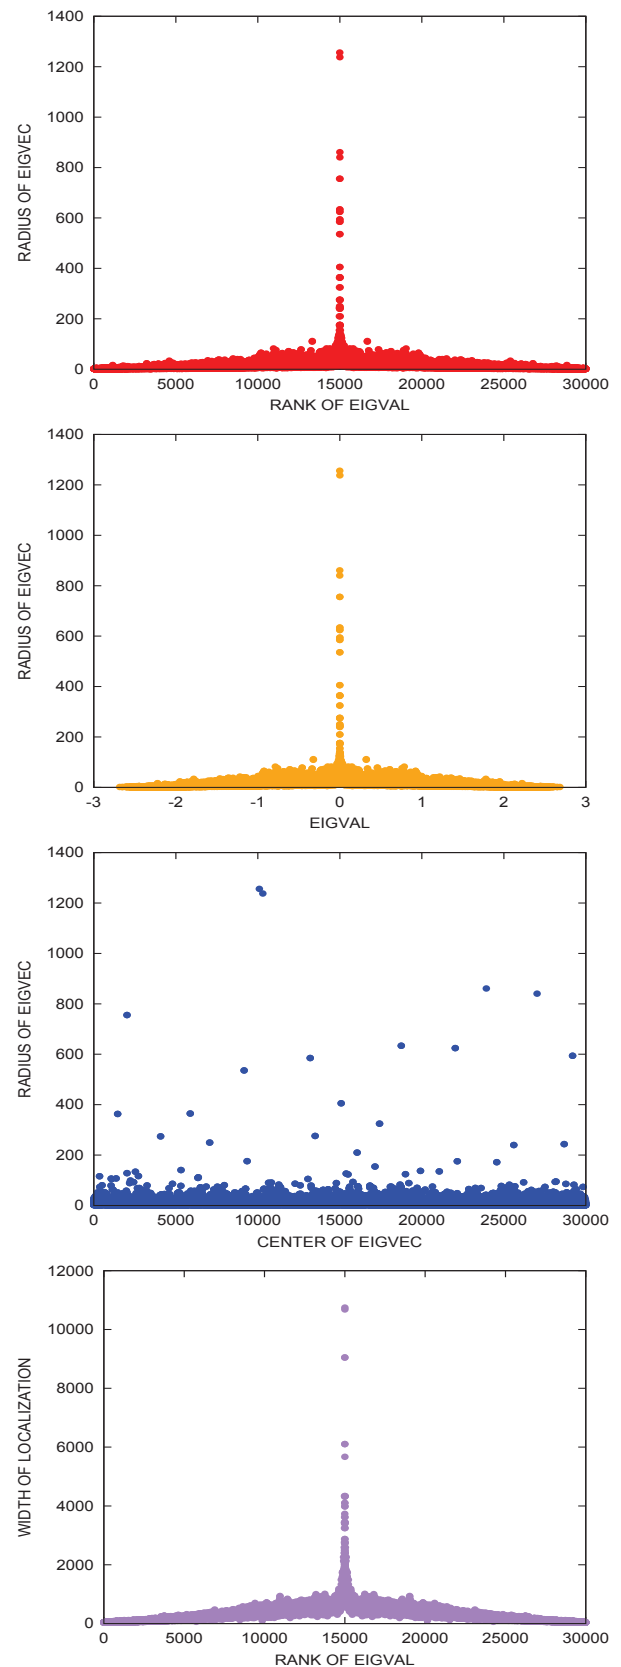 1400
1200
1000
800
600
400
200
0
RADIUS OF EIGVEC
0 5000 10000 15000 20000 25000 30000
RANK OF EIGVAL
1400
1200
1000
800
600
400
200
0
RADIUS OF EIGVEC
-3 -2 -1 0 1 2 3
EIGVAL
1400
1200
1000
800
600
400
200
0
RADIUS OF EIGVEC
0 5000 10000 15000 20000 25000 30000
CENTER OF EIGVEC
12000
10000
8000
6000
4000
2000
0
WIDTH OF LOCALIZATION
0 5000 10000 15000 20000 25000 30000
RANK OF EIGVAL